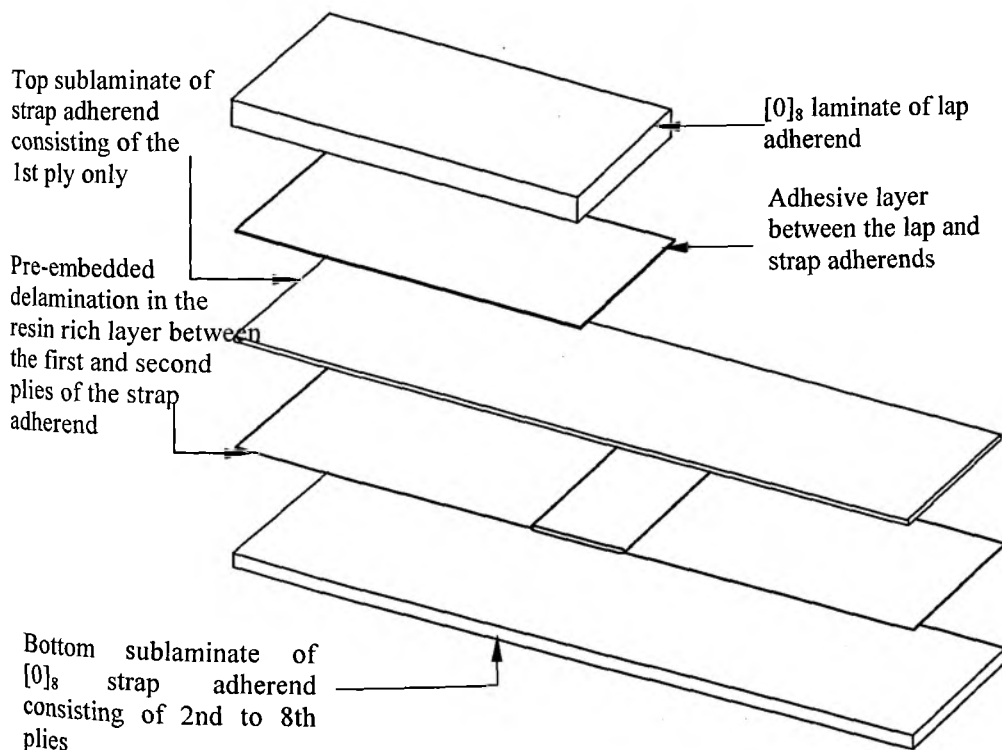 Top sublaminate of
strap adherend
consisting of the
1st ply only
[0]₈ laminate of lap
adherend
Adhesive layer
between the lap and
strap adherends
Pre-embedded
delamination in the
resin rich layer between
the first and second
plies of the strap
adherend
Bottom sublaminate of
[0]₈ strap adherend
consisting of 2nd to 8th
plies